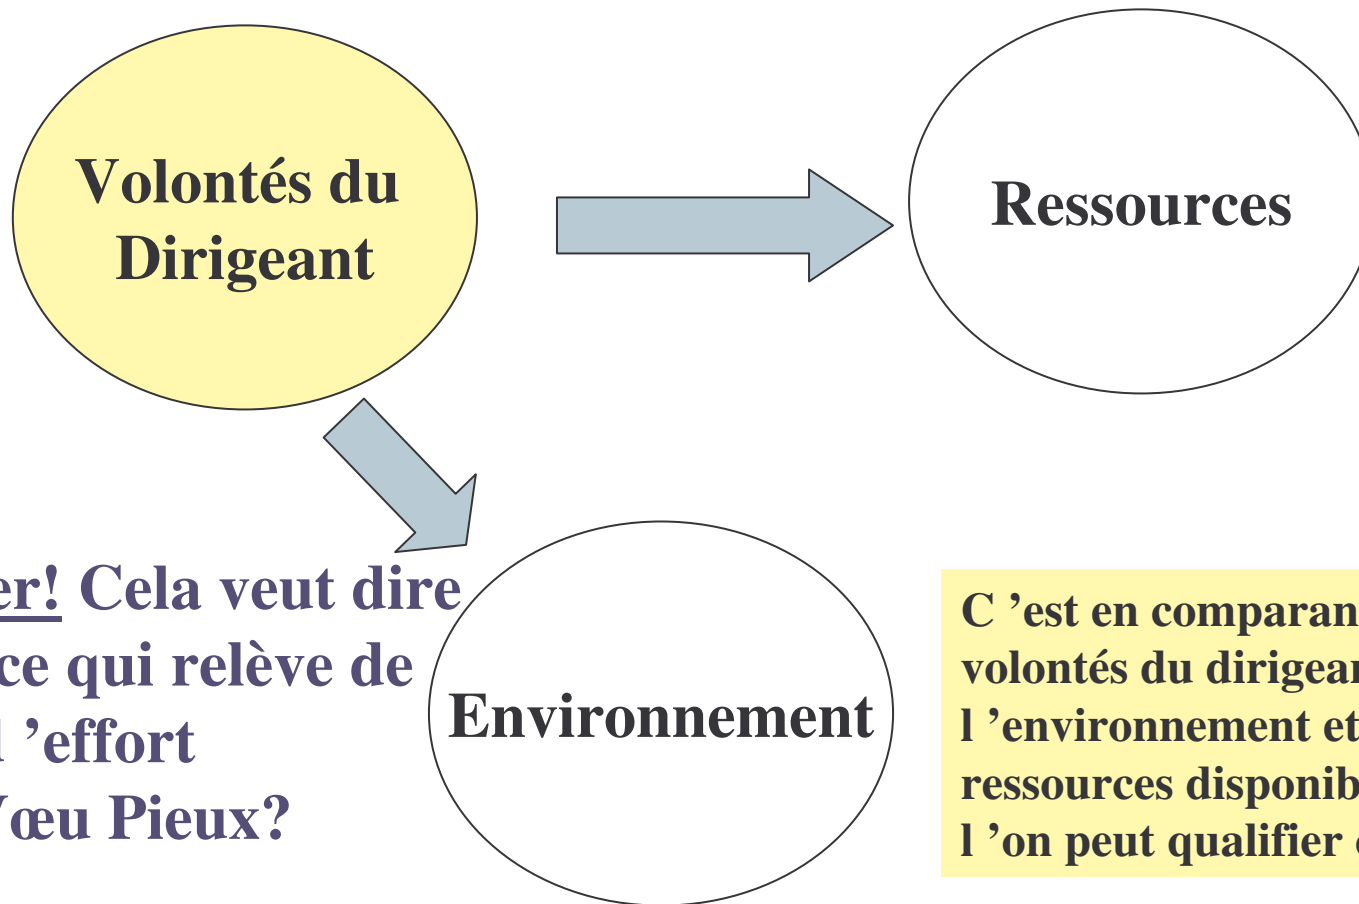 Volontés du
Dirigeant
Ressources
er! Cela veut dire
ce qui relève de
l ’effort
Vœu Pieux?
Environnement
C ’est en comparan
volontés du dirigear
l ’environnement et
ressources disponib
l ’on peut qualifier